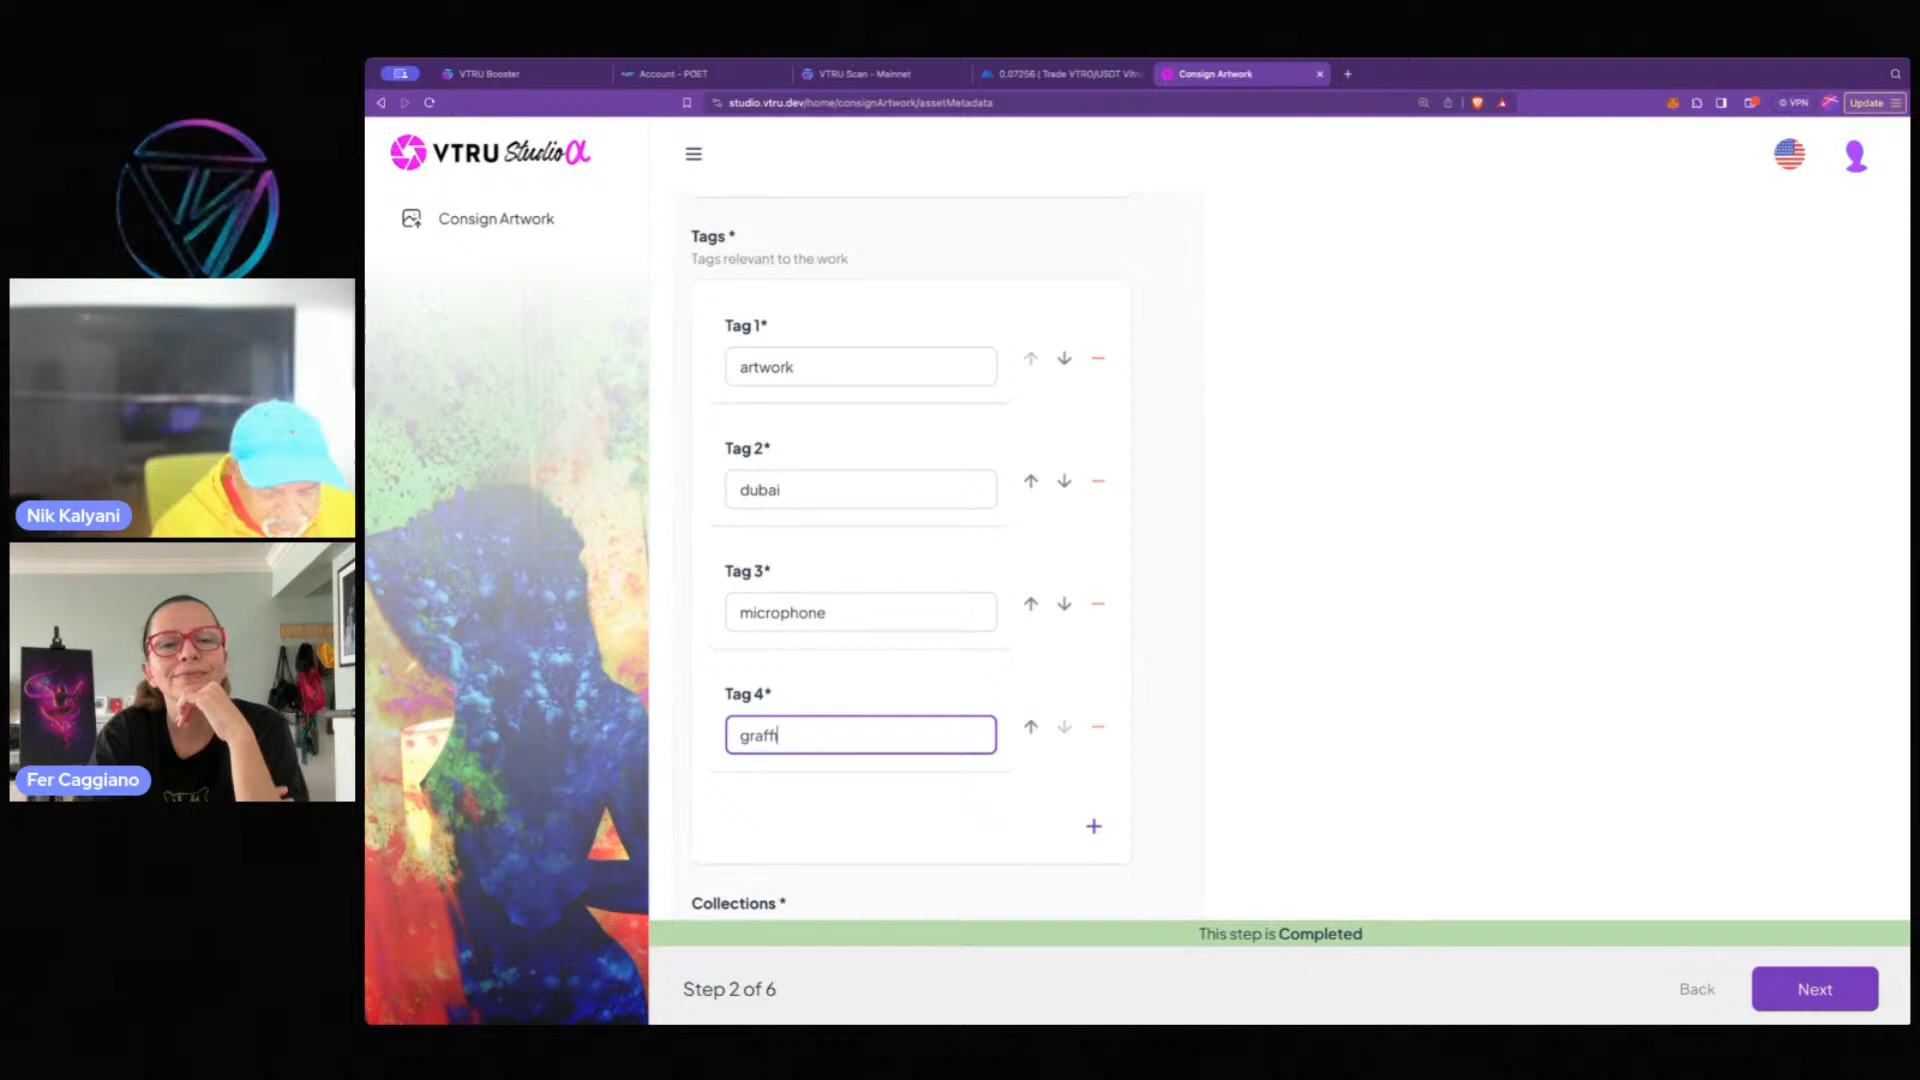 VTRU Booster
Account - POET
VTRU Scan - Mainnet
0.07256 | Trade VTRO/USDT Vitru
Consign Artwork
studio.vtru.dev/home/consignArtwork/assetMetadata
VPN
Update
VTRU Studio α
Consign Artwork
Tags *
Tags relevant to the work
Tag 1*
artwork
Tag 2*
dubai
Tag 3*
microphone
Tag 4*
graffi
Collections *
This step is Completed
Step 2 of 6
Back
Next
Nik Kalyani
Fer Caggiano